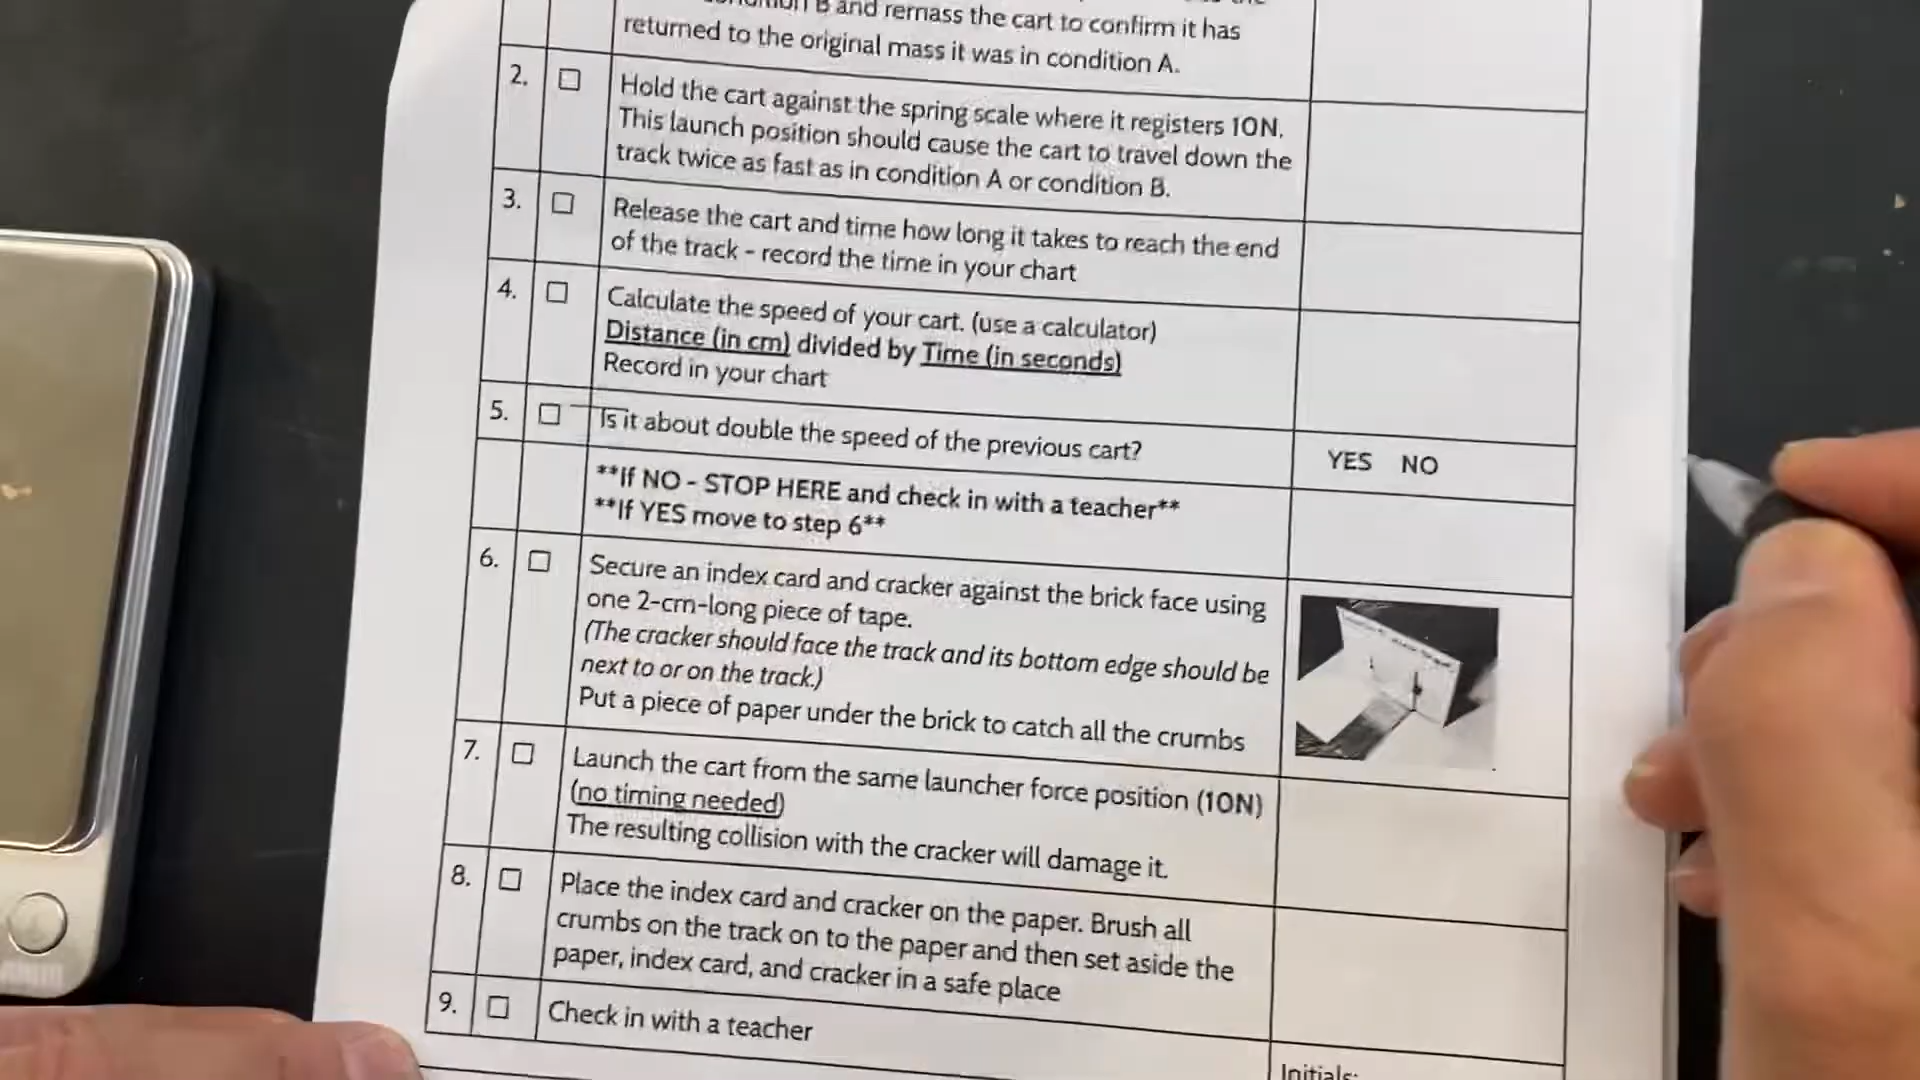 B and remass the cart to confirm it has
returned to the original mass it was in condition A.
2. Hold the cart against the spring scale where it registers 10N.
This launch position should cause the cart to travel down the
track twice as fast as in condition A or condition B.
3. Release the cart and time how long it takes to reach the end
of the track - record the time in your chart
4. Calculate the speed of your cart. (use a calculator)
Distance (in cm) divided by Time (in seconds)
Record in your chart
5. Is it about double the speed of the previous cart? YES NO
**If NO - STOP HERE and check in with a teacher**
**If YES move to step 6**
6. Secure an index card and cracker against the brick face using
one 2-cm-long piece of tape.
(The cracker should face the track and its bottom edge should be
next to or on the track.)
Put a piece of paper under the brick to catch all the crumbs
7. Launch the cart from the same launcher force position (10N)
(no timing needed)
The resulting collision with the cracker will damage it.
8. Place the index card and cracker on the paper. Brush all
crumbs on the track on to the paper and then set aside the
paper, index card, and cracker in a safe place
9. Check in with a teacher
Initials: